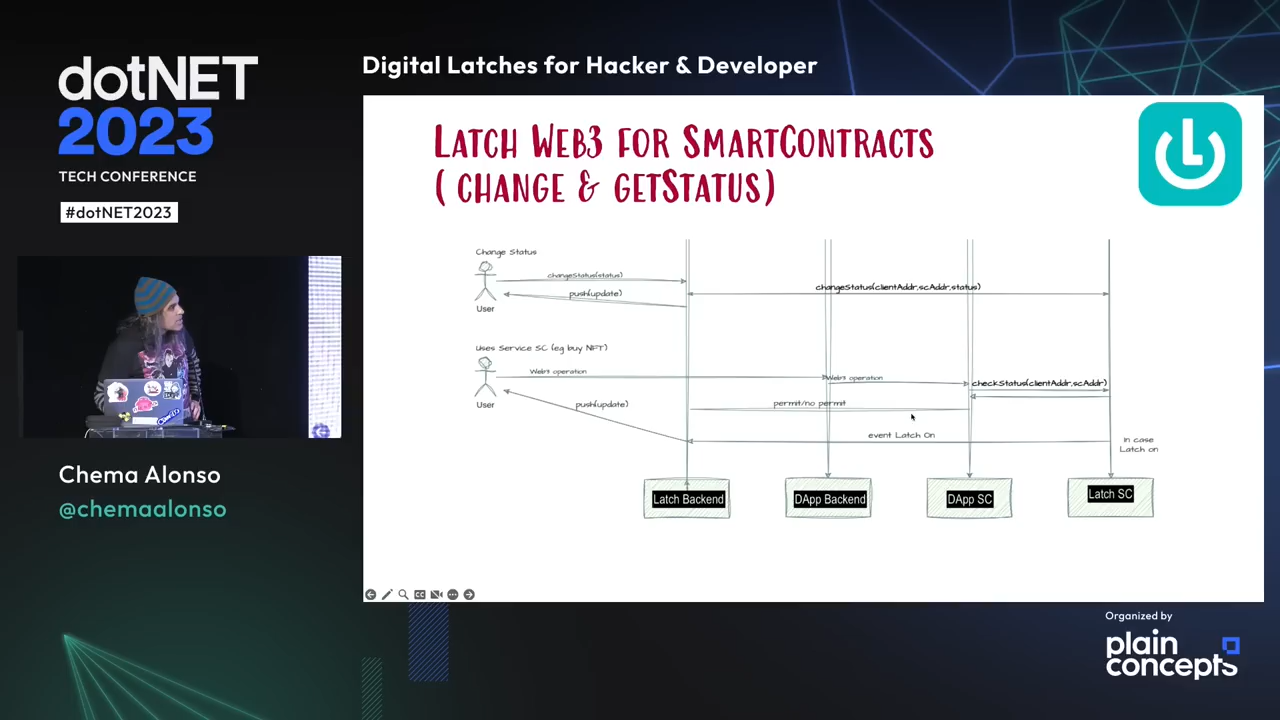 dotNET
2023
TECH CONFERENCE
#dotNET2023
Chema Alonso
@chemaalonso
Digital Latches for Hacker & Developer
LATCH WEB3 FOR SMARTCONTRACTS
( CHANGE & GETSTATUS)
Change Status
changeStatus(status)
push(update)
User
changeStatus(clientAddr,scAddr,status)
Uses Service SC (eg buy NFT)
Web3 operation
Web3 operation
checkStatus(clientAddr,scAddr)
User
push(update)
permit/no permit
event Latch On
In case
Latch on
Latch Backend
DApp Backend
DApp SC
Latch SC
Organized by
plain
concepts